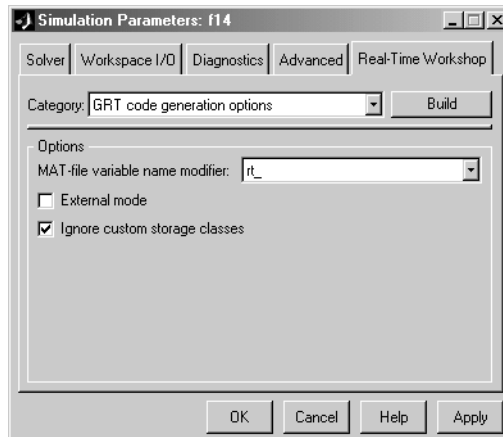 Simulation Parameters: f14
Solver Workspace I/O Diagnostics Advanced Real-Time Workshop
Category: GRT code generation options Build
Options
MAT-file variable name modifier: rt_
External mode
Ignore custom storage classes
OK Cancel Help Apply